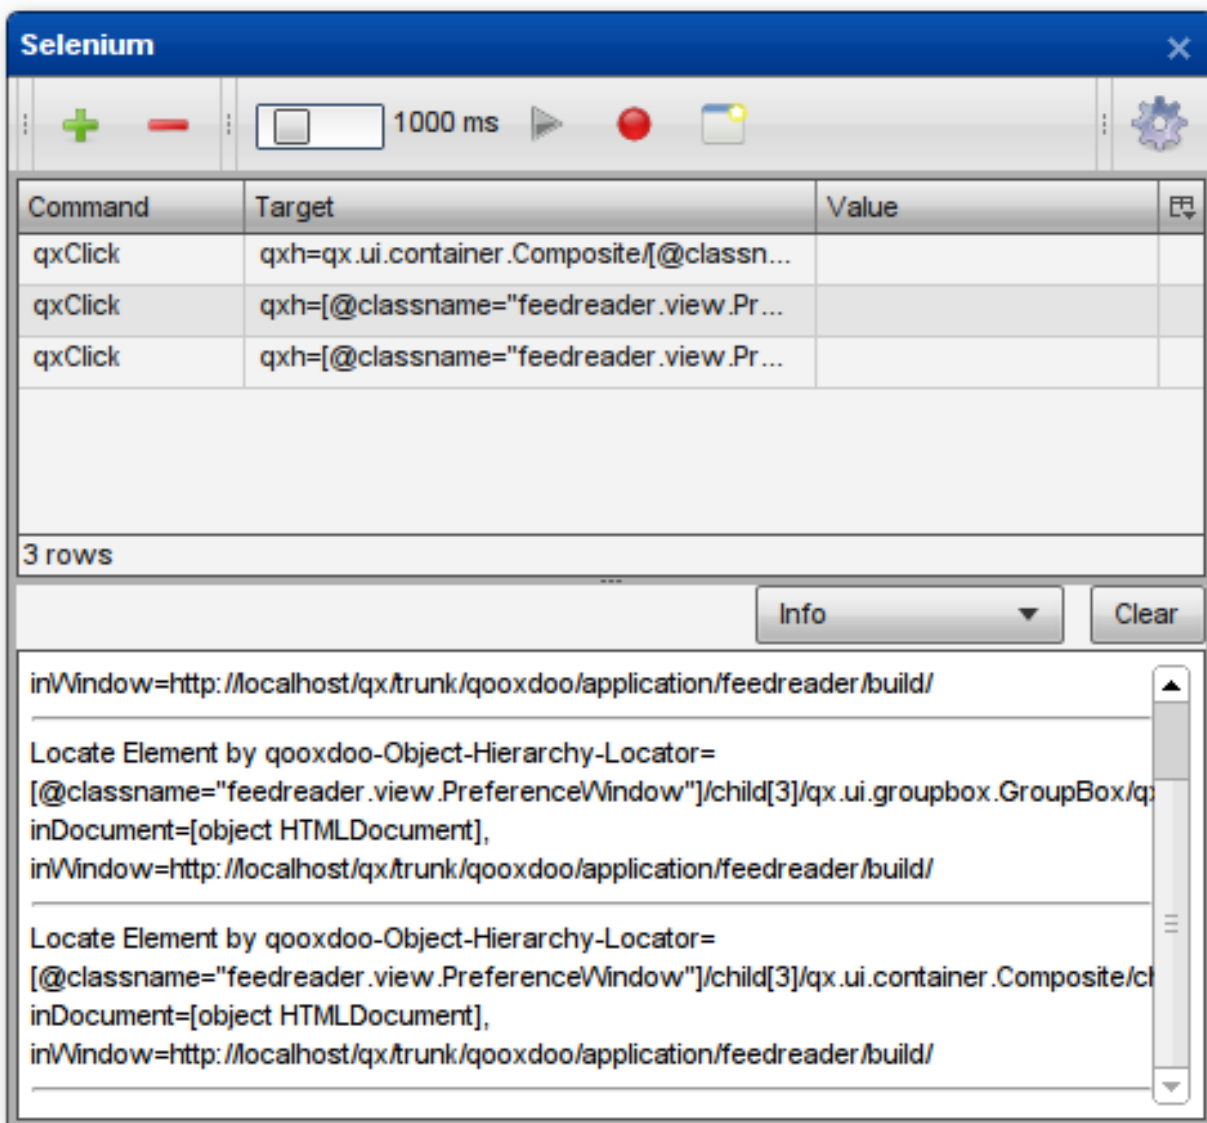 Selenium
1000 ms
Command Target Value
qxClick qxh=qx.ui.container.Composite/[@classn...
qxClick qxh=[@classname="feedreader.view.Pr...
qxClick qxh=[@classname="feedreader.view.Pr...
3 rows
Info Clear
inWindow=http://localhost/qx/trunk/qooxdoo/application/feedreader/build/
Locate Element by qooxdoo-Object-Hierarchy-Locator=
[@classname="feedreader.view.PreferenceWindow"]/child[3]/qx.ui.groupbox.GroupBox/qx
inDocument=[object HTMLDocument],
inWindow=http://localhost/qx/trunk/qooxdoo/application/feedreader/build/
Locate Element by qooxdoo-Object-Hierarchy-Locator=
[@classname="feedreader.view.PreferenceWindow"]/child[3]/qx.ui.container.Composite/ch
inDocument=[object HTMLDocument],
inWindow=http://localhost/qx/trunk/qooxdoo/application/feedreader/build/